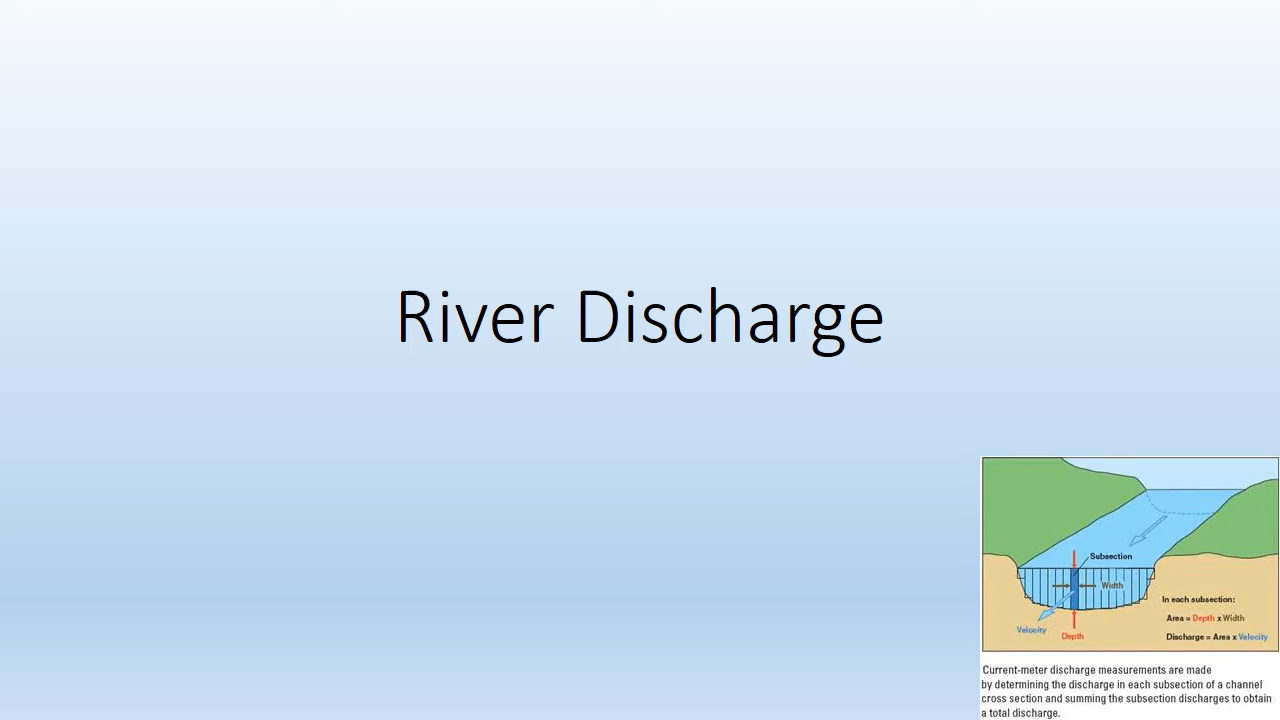 River Discharge
Subsection
Width
In each subsection:
Area = Depth x Width
Velocity
Depth
Discharge = Area x Velocity
Current-meter discharge measurements are made
by determining the discharge in each subsection of a channel
cross section and summing the subsection discharges to obtain
a total discharge.